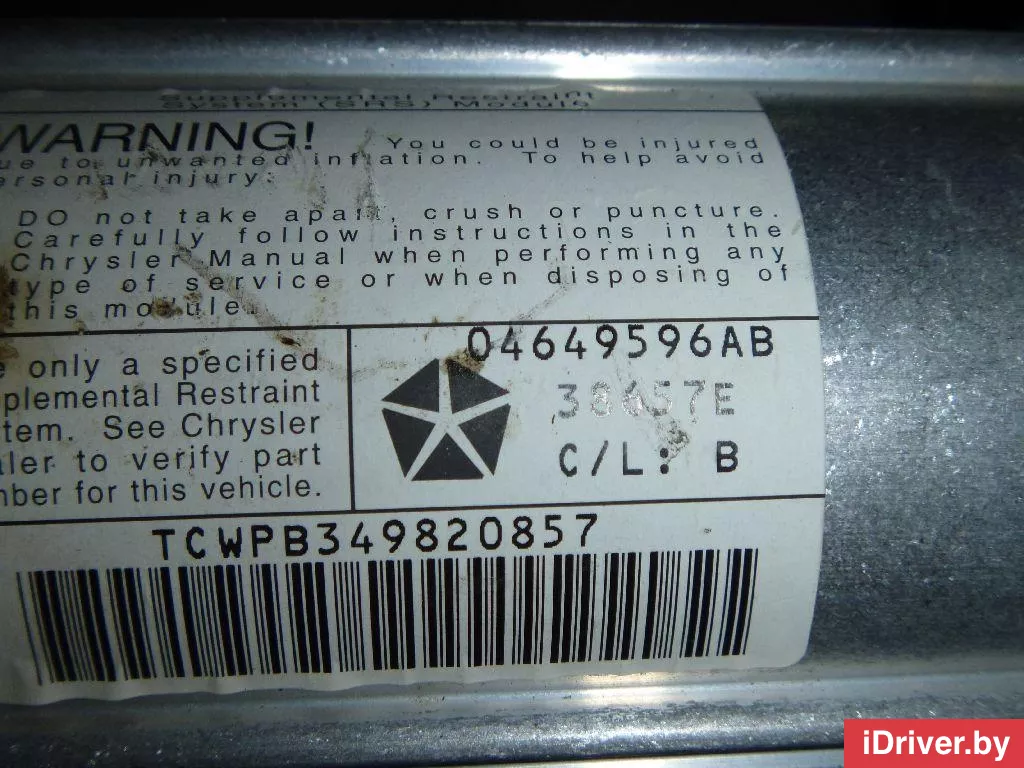 Supplemental Restraint
System (SRS) Module
WARNING! You could be injured
ue to unwanted inflation. To help avoid
ersonal injury:
DO not take apart, crush or puncture.
Carefully follow instructions in the
Chrysler Manual when performing any
type of service or when disposing of
this module.
e only a specified
plemental Restraint
tem. See Chrysler
aler to verify part
mber for this vehicle.
04649596AB
38657E
C/L: B
TCWPB349820857
iDriver.by